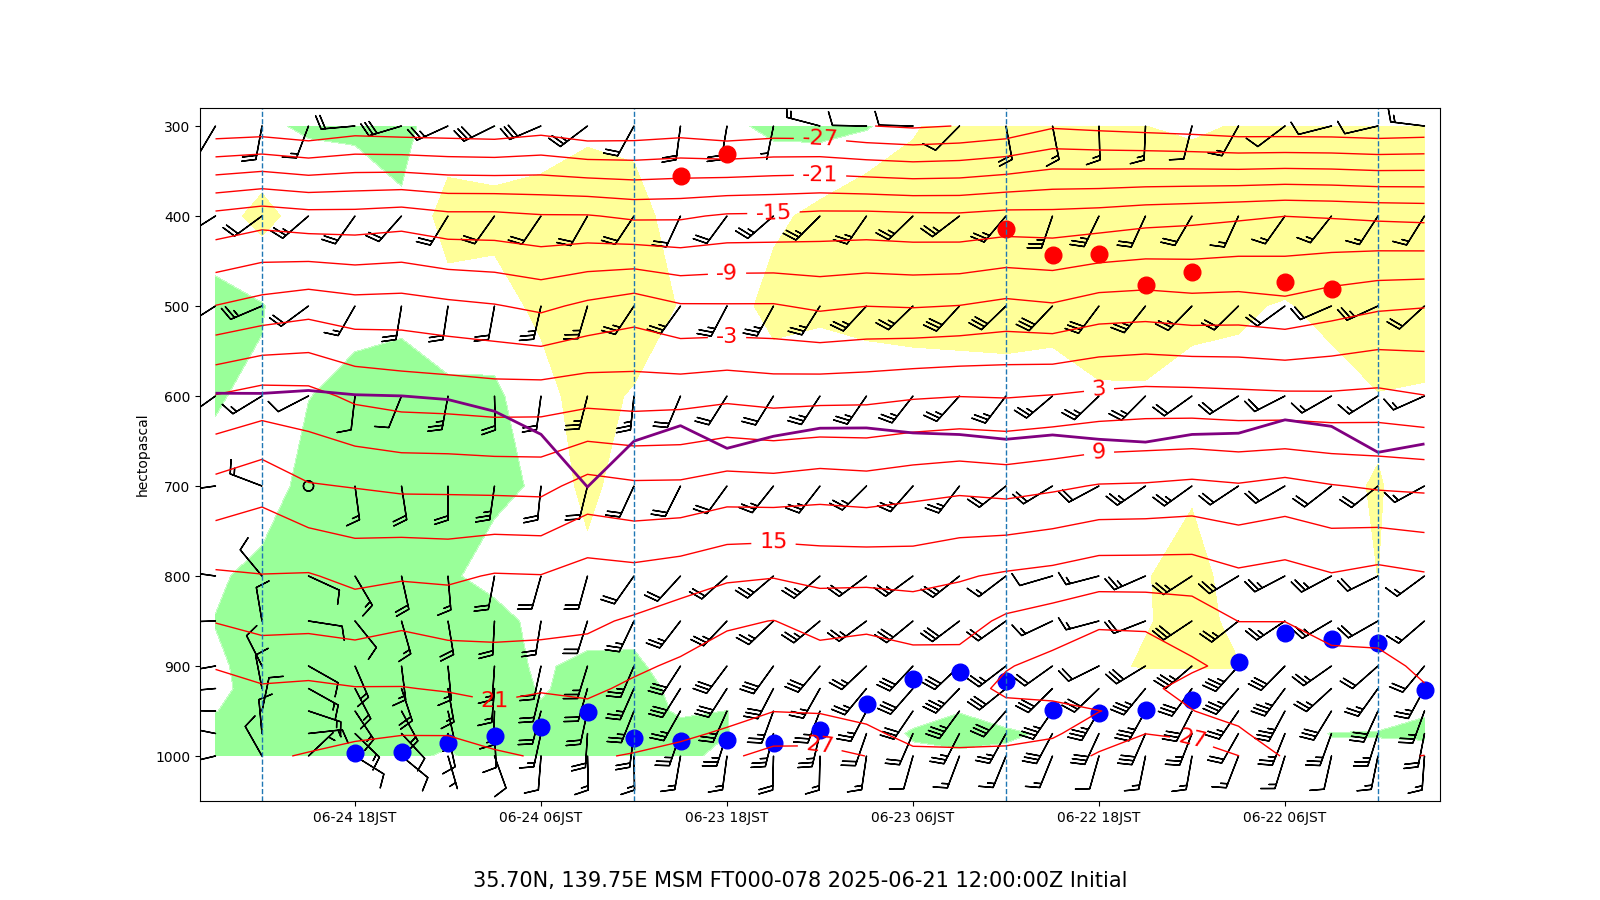 300
400
500
600
700
800
900
1000
hectopascal
-27
-21
-15
-9
-3
3
9
15
21
27
27
06-24 18JST
06-24 06JST
06-23 18JST
06-23 06JST
06-22 18JST
06-22 06JST
35.70N, 139.75E MSM FT000-078 2025-06-21 12:00:00Z Initial